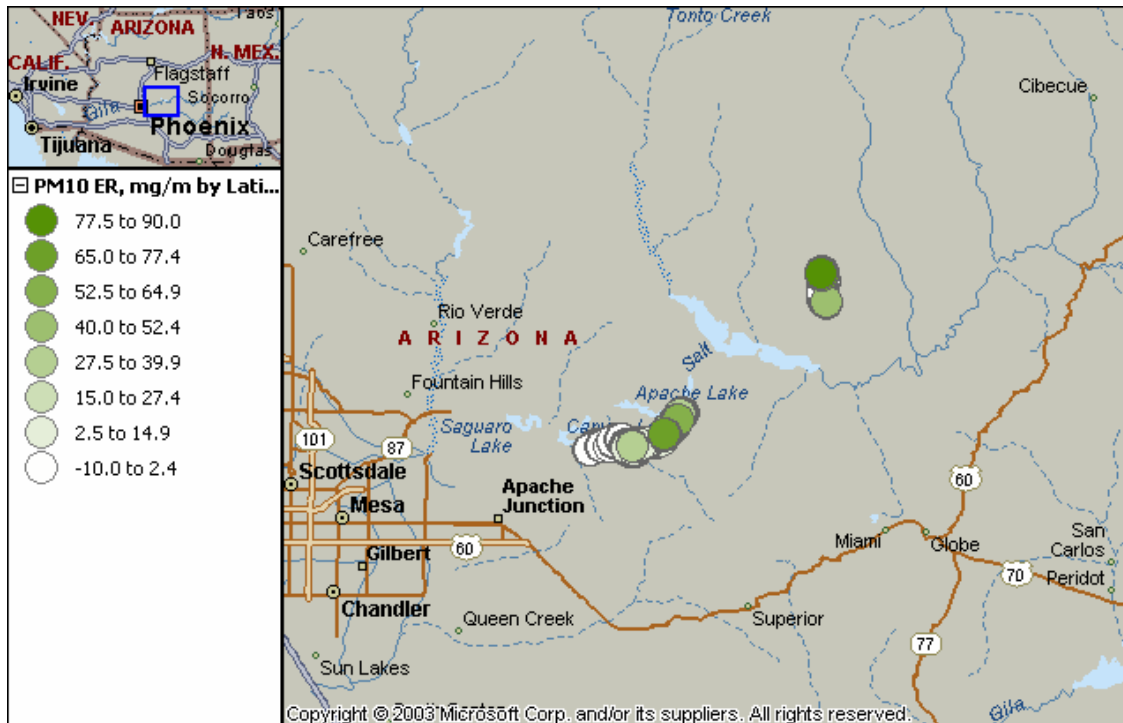 NEV.
ARIZONA
Taos
CALIF.
N. MEX.
Flagstaff
Irvine
Socorro
Gila
Phoenix
Tijuana
Douglas
PM10 ER, mg/m by Lati...
77.5 to 90.0
65.0 to 77.4
52.5 to 64.9
40.0 to 52.4
27.5 to 39.9
15.0 to 27.4
2.5 to 14.9
-10.0 to 2.4
Tonto Creek
Cibecue
Carefree
Rio Verde
ARIZONA
Salt
Fountain Hills
Apache Lake
Saguaro
Lake
101
87
Scottsdale
60
Apache
Junction
Mesa
Miami
Globe
San
Carlos
Gilbert
60
70
Peridot
Chandler
Queen Creek
Superior
77
Sun Lakes
Gila
Copyright © 2003 Microsoft Corp. and/or its suppliers. All rights reserved.